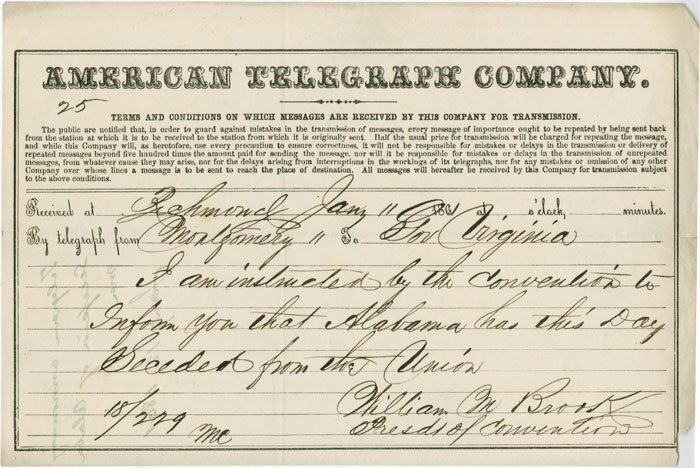 AMERICAN TELEGRAPH COMPANY.
25
TERMS AND CONDITIONS ON WHICH MESSAGES ARE RECEIVED BY THIS COMPANY FOR TRANSMISSION.
The public are notified that, in order to guard against mistakes in the transmission of messages, every message of importance ought to be repeated by being sent back
from the station at which it is to be received to the station from which it is originally sent. Half the usual price for transmission will be charged for repeating the message,
and while this Company will, as heretofore, use every precaution to ensure correctness, it will not be responsible for mistakes or delays in the transmission or delivery of
repeated messages beyond five hundred times the amount paid for sending the message, nor will it be responsible for mistakes or delays in the transmission of unrepeated
messages, from whatever cause they may arise, nor for the delays arising from interruptions in the workings of its telegraphs, nor for any mistakes or omission of any other
Company over whose lines a message is to be sent to reach the place of destination. All messages will hereafter be received by this Company for transmission subject
to the above conditions.
Received at Richmond Jany " 1861 at o'clock, minutes.
By telegraph from Montgomery " To Gov Virginia
I am instructed by the convention to
Inform you that Alabama has this Day
Seceded from the Union
William M Brooks
18/229 Presdt of Convention